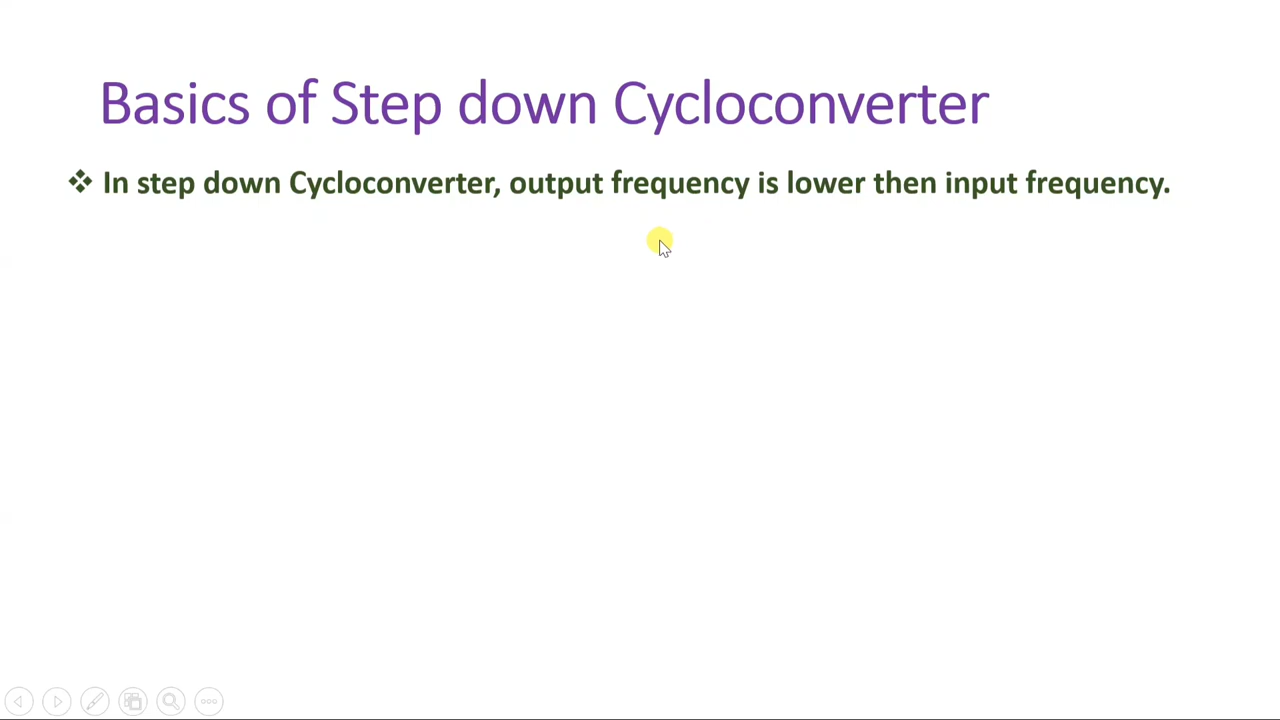 Basics of Step down Cycloconverter
❖ In step down Cycloconverter, output frequency is lower then input frequency.